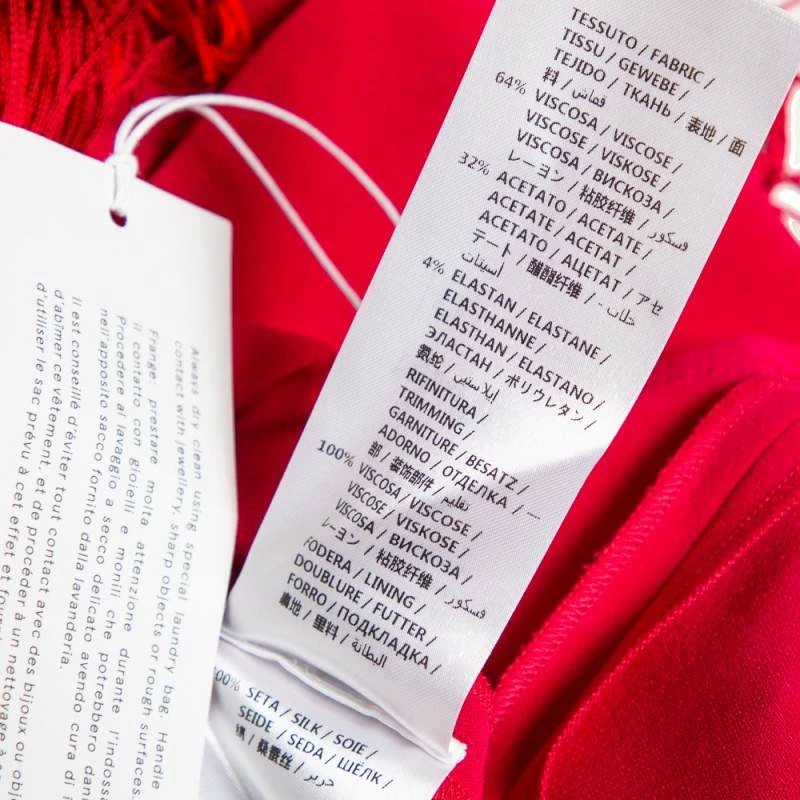 TESSUTO / FABRIC /
TISSU / GEWEBE /
TEJIDO / ТКАНЬ / 表地 / 面
料 / قماش
64% VISCOSA / VISCOSE /
VISCOSE / VISKOSE /
VISCOSA / ВИСКОЗА /
レーヨン / 粘胶纤维 / فسكور
32% ACETATO / ACETATE /
ACETATE / ACETAT /
ACETATO / АЦЕТАТ / アセ
テート / 醋酯纤维 /
أسيتات
4% ELASTAN / ELASTANE /
ELASTHANNE /
ELASTHAN / ELASTANO /
ЭЛАСТАН / ポリウレタン /
氨纶 /
RIFINITURA /
TRIMMING /
GARNITURE / BESATZ /
ADORNO / ОТДЕЛКА /
部 / 装饰部件 /
100% VISCOSA / VISCOSE /
VISCOSE / VISKOSE /
VISCOSA / ВИСКОЗА /
レーヨン / 粘胶纤维 / فسكور
FODERA / LINING /
DOUBLURE / FUTTER /
FORRO / ПОДКЛАДКА /
裏地 / 里料 / البطانة
100% SETA / SILK / SOIE /
SEIDE / SEDA / ШЁЛК /
絹 / 桑蚕丝 / حرير
Always dry clean using special laundry bag. Handle
contact with jewellery, sharp objects or rough surfaces.
Frange: prestare molta attenzione durante l'indoss
il contatto con gioielli e monili che potrebbero dann
Procedere al lavaggio a secco delicato avendo cura di i
nell'apposito sacco fornito dalla lavanderia.
Il est conseillé d'éviter tout contact avec des bijoux ou obj
d'abîmer ce vêtement, et de procéder à un nettoyage à s
d'utiliser le sac prévu à cet effet et fourni